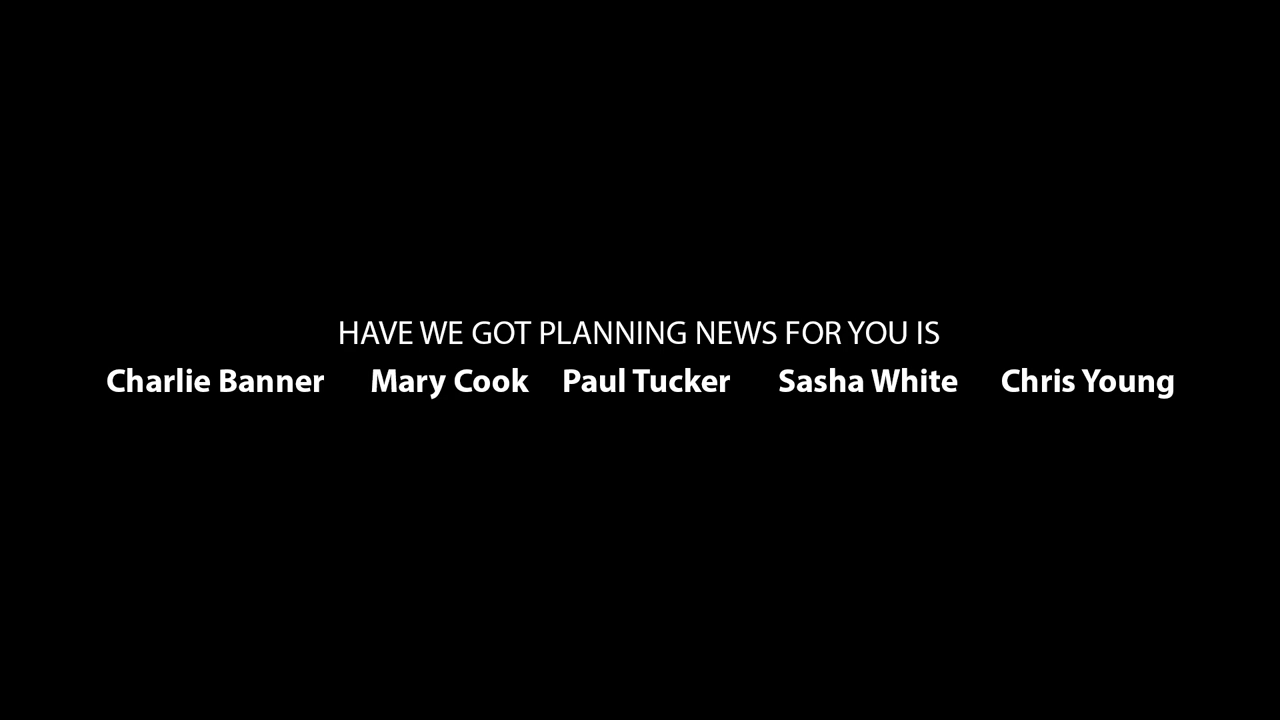 HAVE WE GOT PLANNING NEWS FOR YOU IS
Charlie Banner Mary Cook Paul Tucker Sasha White Chris Young